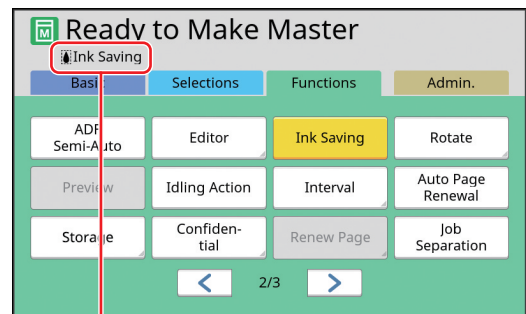 M Ready to Make Master
Ink Saving
Basic Selections Functions Admin.
ADF Editor Ink Saving Rotate
Semi-Auto
Preview Idling Action Interval Auto Page
Renewal
Storage Confiden- Renew Page Job
tial Separation
2/3